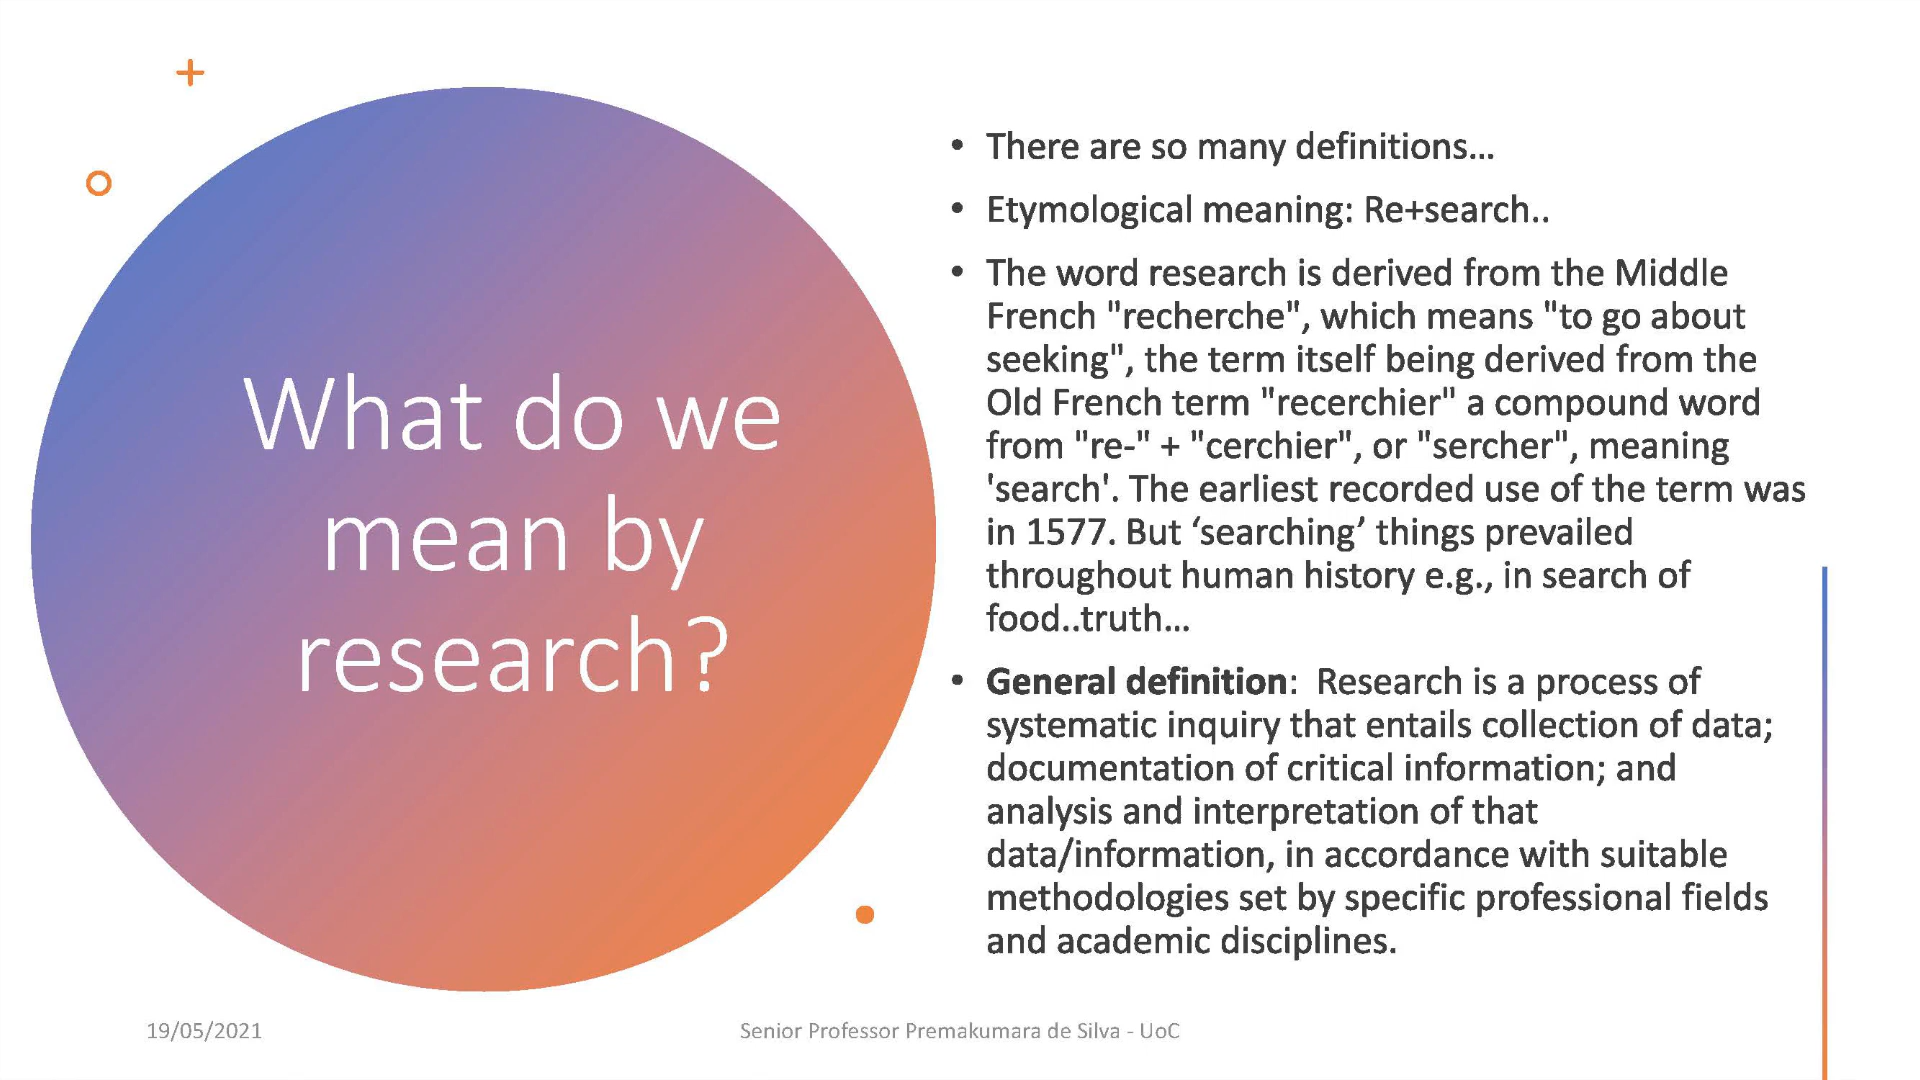 What do we
mean by
research?
• There are so many definitions...
• Etymological meaning: Re+search..
• The word research is derived from the Middle
French "recherche", which means "to go about
seeking", the term itself being derived from the
Old French term "recerchier" a compound word
from "re-" + "cerchier", or "sercher", meaning
'search'. The earliest recorded use of the term was
in 1577. But ‘searching’ things prevailed
throughout human history e.g., in search of
food..truth...
• General definition:  Research is a process of
systematic inquiry that entails collection of data;
documentation of critical information; and
analysis and interpretation of that
data/information, in accordance with suitable
methodologies set by specific professional fields
and academic disciplines.
19/05/2021
Senior Professor Premakumara de Silva - UoC